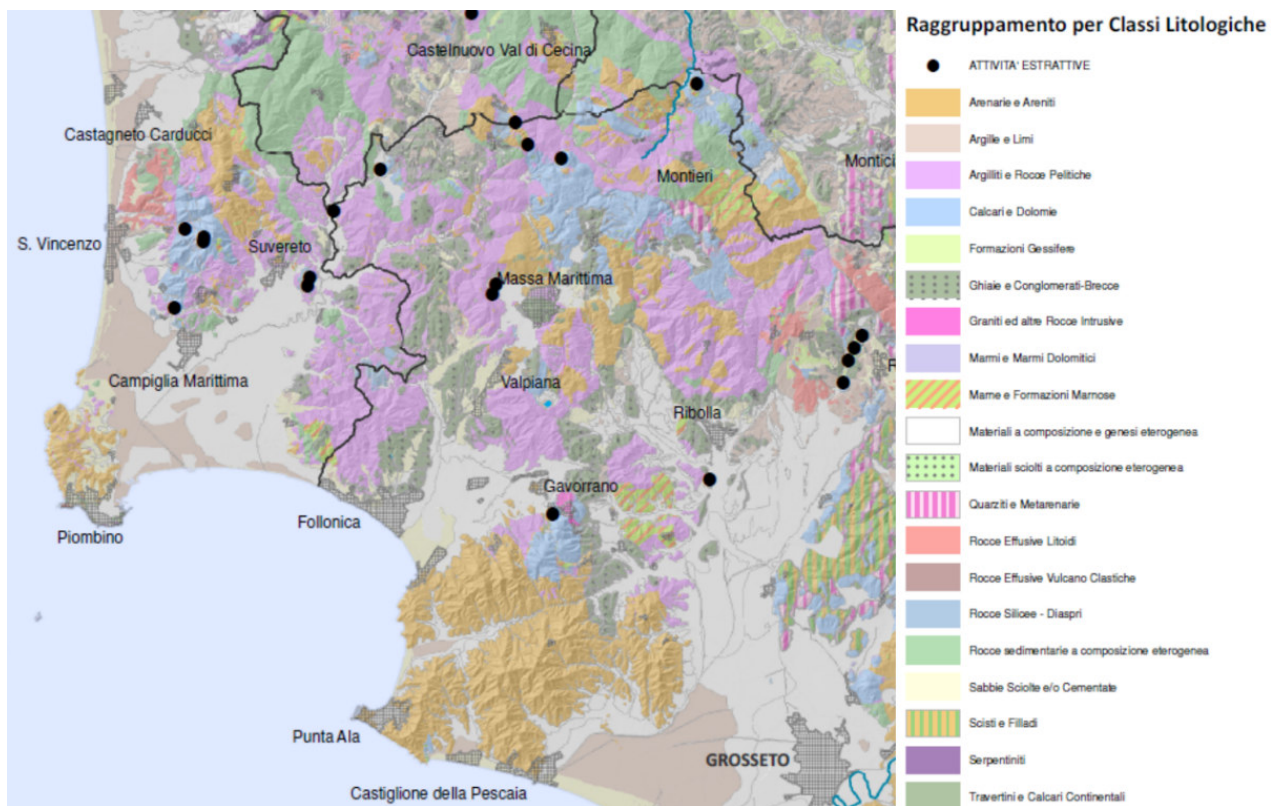 Castelnuovo Val di Cecina
Castagneto Carducci
Montici
Montieri
S. Vincenzo
Suvereto
Massa Marittima
Campiglia Marittima
Valpiana
R
Ribolla
Gavorrano
Follonica
Piombino
Punta Ala
GROSSETO
Castiglione della Pescaia
Raggruppamento per Classi Litologiche
ATTIVITA' ESTRATTIVE
Arenarie e Areniti
Argille e Limi
Argilliti e Rocce Pelitiche
Calcari e Dolomie
Formazioni Gessifere
Ghiaie e Conglomerati-Brecce
Graniti ed altre Rocce Intrusive
Marmi e Marmi Dolomitici
Marne e Formazioni Marnose
Materiali a composizione e genesi eterogenea
Materiali sciolti a composizione eterogenea
Quarziti e Metarenarie
Rocce Effusive Litoidi
Rocce Effusive Vulcano Clastiche
Rocce Silicee - Diaspri
Rocce sedimentarie a composizione eterogenea
Sabbie Sciolte e/o Cementate
Scisti e Filladi
Serpentiniti
Travertini e Calcari Continentali